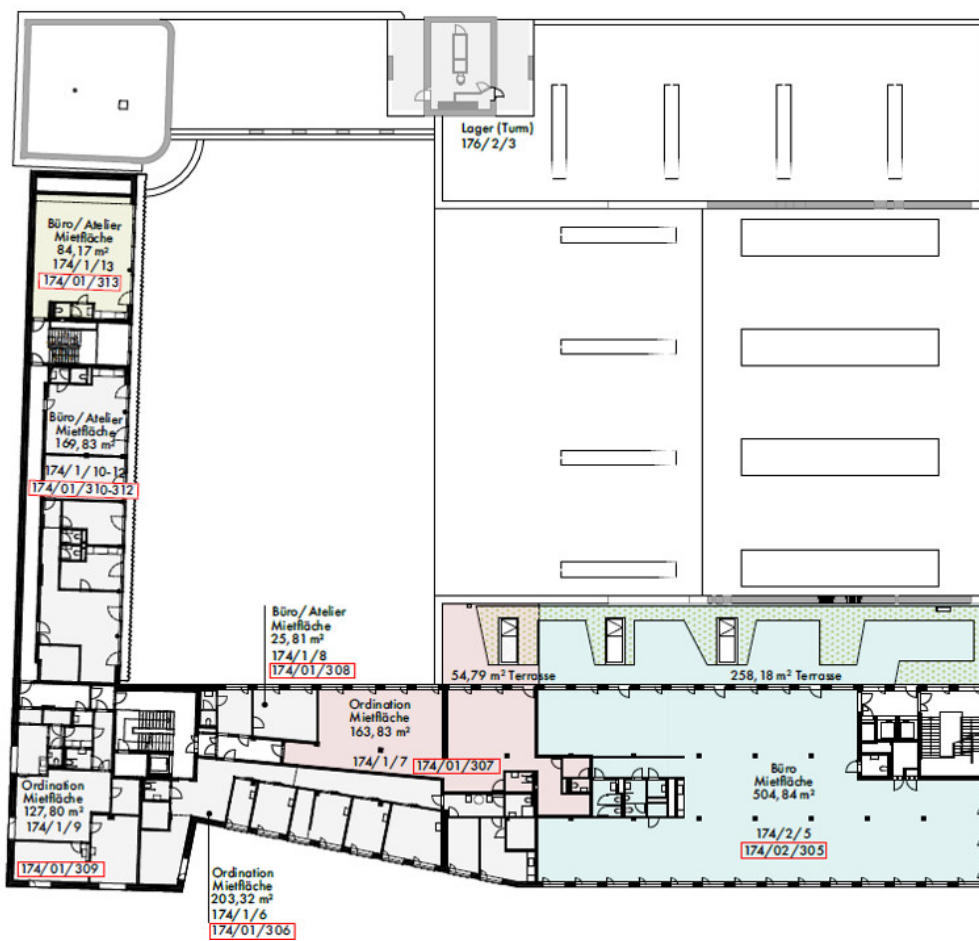 Lager (Turm)
176/2/3
Büro/Atelier
Mietfläche
84,17 m²
174/1/13
174/01/313
Büro/Atelier
Mietfläche
169,83 m²
174/1/10-12
174/01/310-312
Büro/Atelier
Mietfläche
25,81 m²
174/1/8
174/01/308
54,79 m² Terrasse
258,18 m² Terrasse
Ordination
Mietfläche
163,83 m²
174/1/7
174/01/307
Büro
Mietfläche
504,84 m²
174/2/5
174/02/305
Ordination
Mietfläche
127,80 m²
174/1/9
174/01/309
Ordination
Mietfläche
203,32 m²
174/1/6
174/01/306